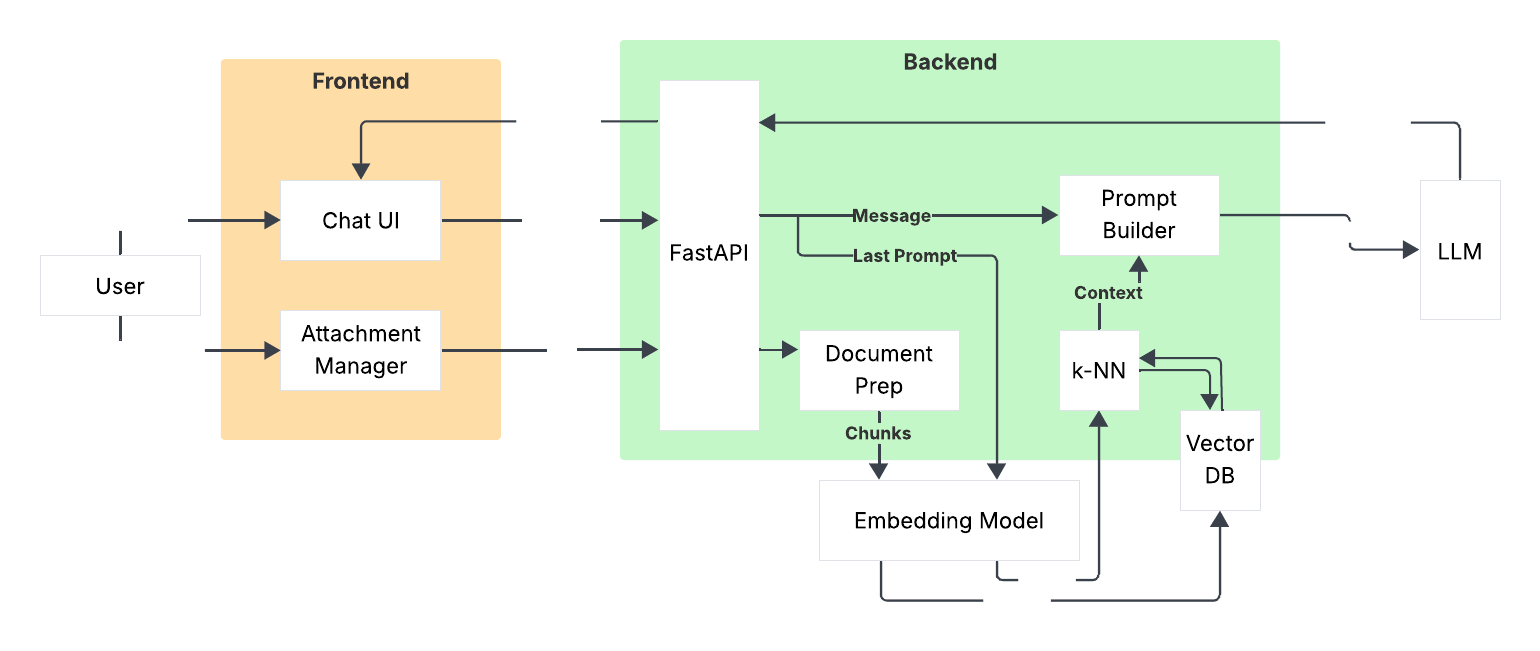 Frontend
Backend
Chat UI
User
Attachment
Manager
FastAPI
Message
Last Prompt
Prompt
Builder
LLM
Context
Document
Prep
k-NN
Chunks
Vector
DB
Embedding Model